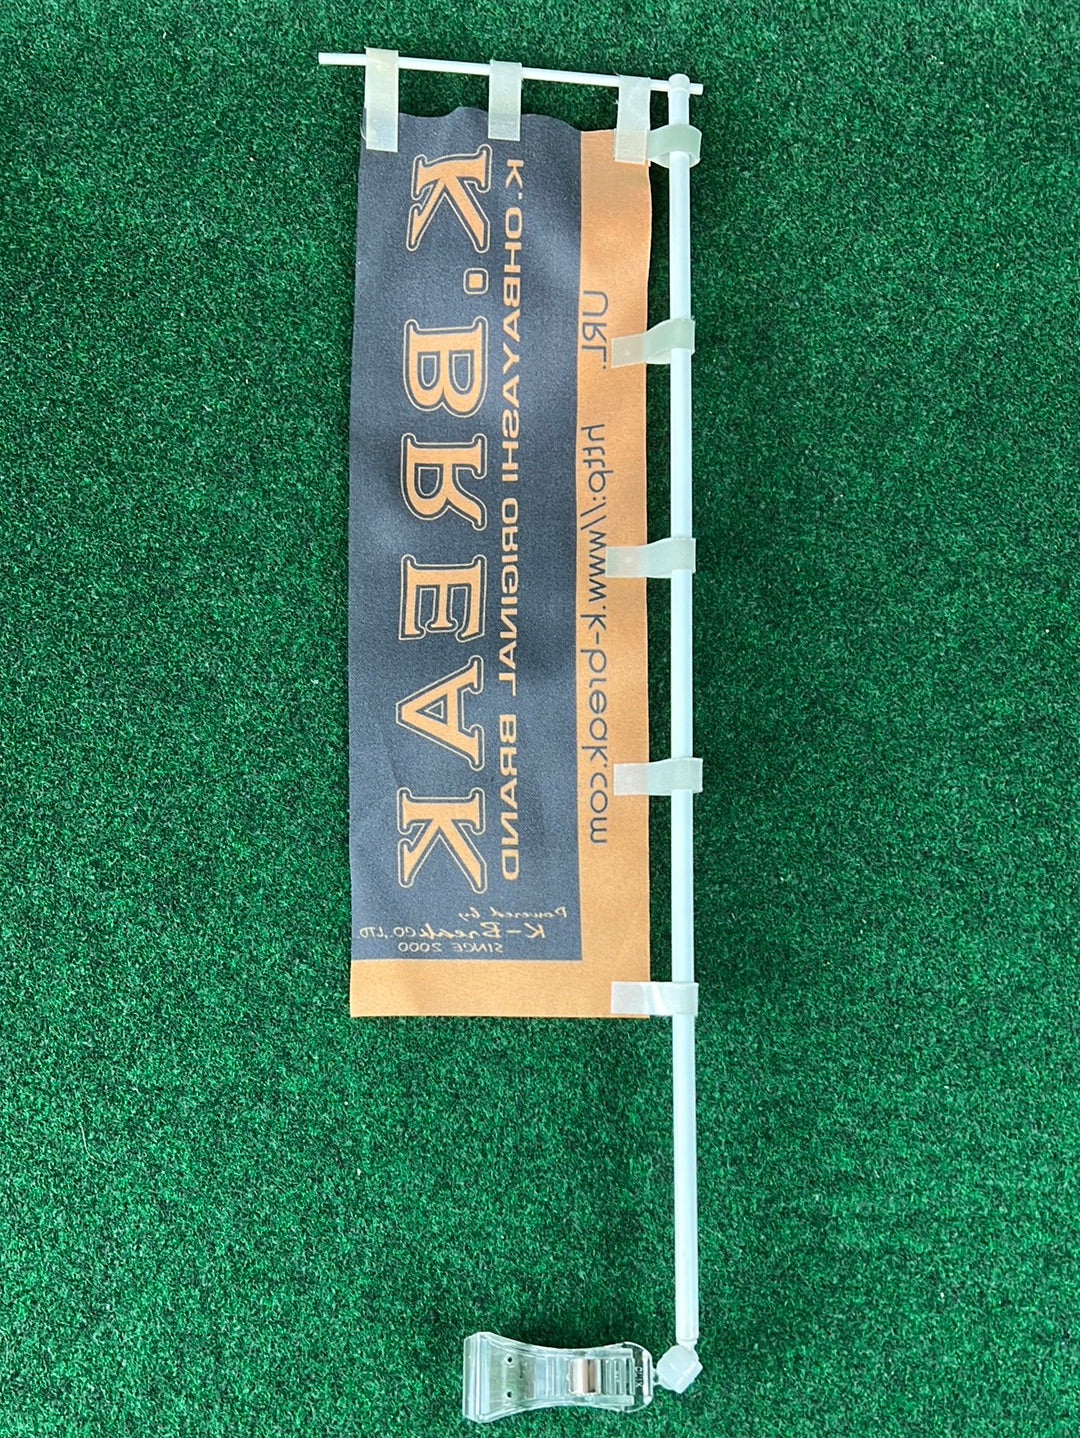 K·BREAK
K·OHBAYASHI ORIGINAL BRAND
URL. http://www.k-break.com
Powered by
K-Break CO.,LTD
SINCE 2000